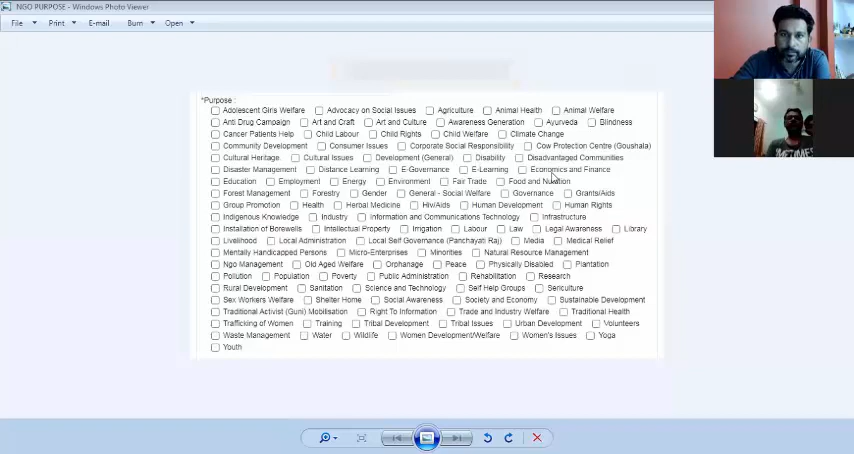 NGO PURPOSE - Windows Photo Viewer
File Print E-mail Burn Open
*Purpose :
Adolescent Girls Welfare Advocacy on Social Issues Agriculture Animal Health Animal Welfare
Anti Drug Campaign Art and Craft Art and Culture Awareness Generation Ayurveda Blindness
Cancer Patients Help Child Labour Child Rights Child Welfare Climate Change
Community Development Consumer Issues Corporate Social Responsibility Cow Protection Centre (Goushala)
Cultural Heritage. Cultural Issues Development (General) Disability Disadvantaged Communities
Disaster Management Distance Learning E-Governance E-Learning Economics and Finance
Education Employment Energy Environment Fair Trade Food and Nutrition
Forest Management Forestry Gender General - Social Welfare Governance Grants/Aids
Group Promotion Health Herbal Medicine Hiv/Aids Human Development Human Rights
Indigenous Knowledge Industry Information and Communications Technology Infrastructure
Installation of Borewells Intellectual Property Irrigation Labour Law Legal Awareness Library
Livelihood Local Administration Local Self Governance (Panchayati Raj) Media Medical Relief
Mentally Handicapped Persons Micro-Enterprises Minorities Natural Resource Management
Ngo Management Old Aged Welfare Orphanage Peace Physically Disabled Plantation
Pollution Population Poverty Public Administration Rehabilitation Research
Rural Development Sanitation Science and Technology Self Help Groups Sericulture
Sex Workers Welfare Shelter Home Social Awareness Society and Economy Sustainable Development
Traditional Activist (Guni) Mobilisation Right To Information Trade and Industry Welfare Traditional Health
Trafficking of Women Training Tribal Development Tribal Issues Urban Development Volunteers
Waste Management Water Wildlife Women Development/Welfare Women's Issues Yoga
Youth